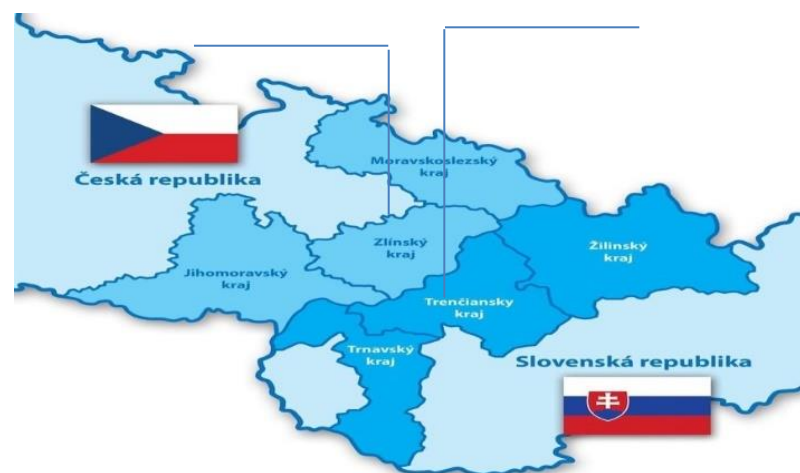 Moravskoslezský
kraj
Česká republika
Zlínský
kraj
Žilinský
kraj
Jihomoravský
kraj
Trenčiansky
kraj
Trnavský
kraj
Slovenská republika